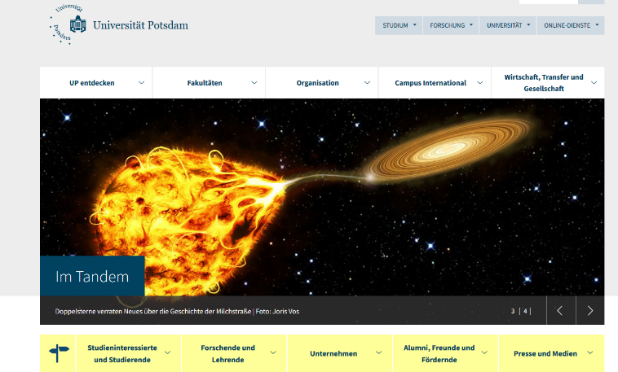 Universität
Potsdam
Universität Potsdam
STUDIUM
FORSCHUNG
UNIVERSITÄT
ONLINE-DIENSTE
UP entdecken
Fakultäten
Organisation
Campus International
Wirtschaft, Transfer und
Gesellschaft
Im Tandem
Doppelsterne verraten Neues über die Geschichte der Milchstraße | Foto: Joris Vos
3 | 4 |
Studieninteressierte
und Studierende
Forschende und
Lehrende
Unternehmen
Alumni, Freunde und
Fördernde
Presse und Medien